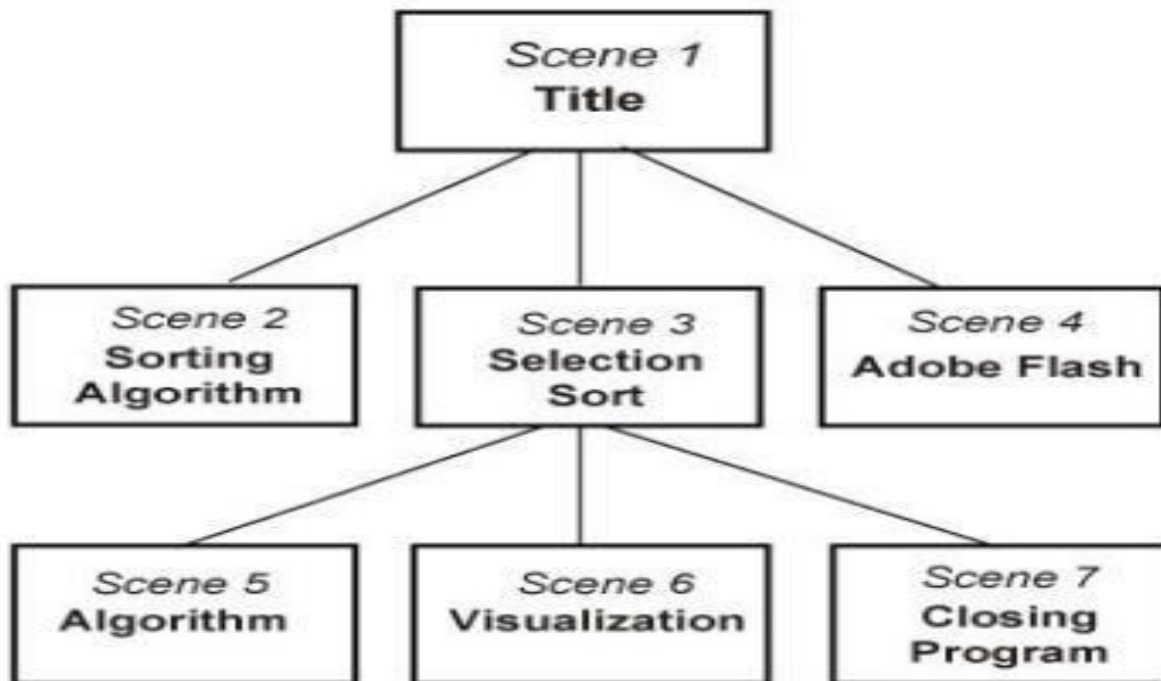 Scene 1
Title
Scene 2
Sorting
Algorithm
Scene 3
Selection
Sort
Scene 4
Adobe Flash
Scene 5
Algorithm
Scene 6
Visualization
Scene 7
Closing
Program